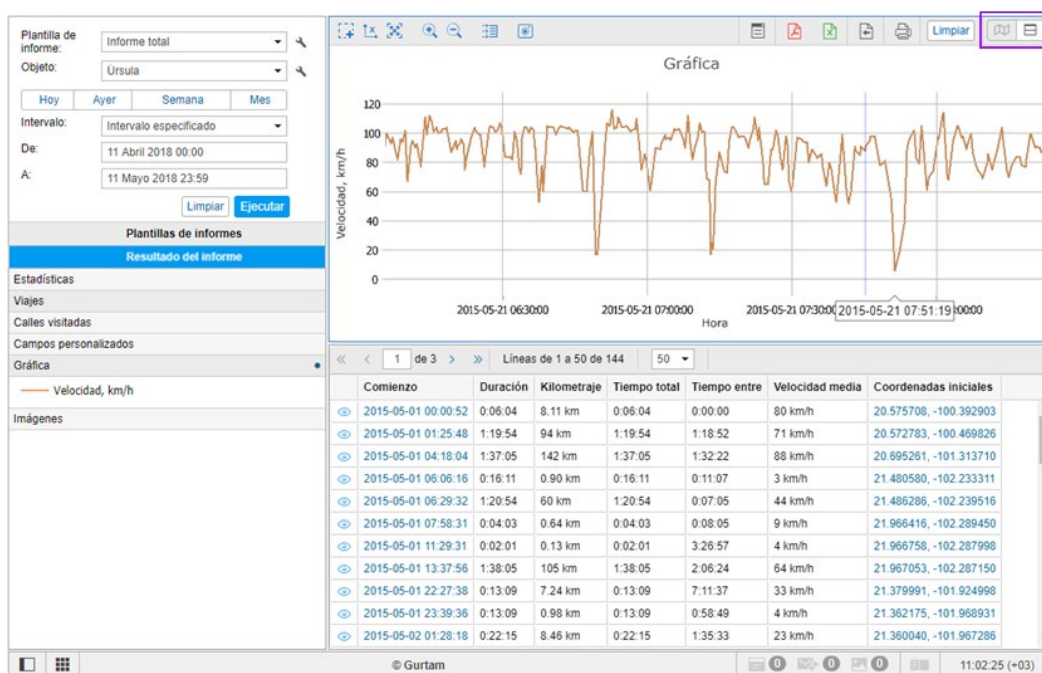 Plantilla de
informe:
Informe total
Objeto:
Úrsula
Hoy Ayer Semana Mes
Intervalo:
Intervalo especificado
De:
11 Abril 2018 00:00
A:
11 Mayo 2018 23:59
Limpiar Ejecutar
Plantillas de informes
Resultado del informe
Estadísticas
Viajes
Calles visitadas
Campos personalizados
Gráfica
Velocidad, km/h
Imágenes
Limpiar
Gráfica
Velocidad, km/h
120
100
80
60
40
20
0
2015-05-21 06:30:00 2015-05-21 07:00:00 2015-05-21 07:30:00 2015-05-21 07:51:19
Hora
1 de 3 Líneas de 1 a 50 de 144 50
Comienzo Duración Kilometraje Tiempo total Tiempo entre Velocidad media Coordenadas iniciales
2015-05-01 00:00:52 0:06:04 8.11 km 0:06:04 0:00:00 80 km/h 20.575708, -100.392903
2015-05-01 01:25:48 1:19:54 94 km 1:19:54 1:18:52 71 km/h 20.572783, -100.469826
2015-05-01 04:18:04 1:37:05 142 km 1:37:05 1:32:22 88 km/h 20.695261, -101.313710
2015-05-01 06:06:16 0:16:11 0.90 km 0:16:11 0:11:07 3 km/h 21.480580, -102.233311
2015-05-01 06:29:32 1:20:54 60 km 1:20:54 0:07:05 44 km/h 21.486286, -102.239516
2015-05-01 07:58:31 0:04:03 0.64 km 0:04:03 0:08:05 9 km/h 21.966416, -102.289450
2015-05-01 11:29:31 0:02:01 0.13 km 0:02:01 3:26:57 4 km/h 21.966758, -102.287998
2015-05-01 13:37:56 1:38:05 105 km 1:38:05 2:06:24 64 km/h 21.967053, -102.287150
2015-05-01 22:27:38 0:13:09 7.24 km 0:13:09 7:11:37 33 km/h 21.379991, -101.924998
2015-05-01 23:39:36 0:13:09 0.98 km 0:13:09 0:58:49 4 km/h 21.362175, -101.968931
2015-05-02 01:28:18 0:22:15 8.46 km 0:22:15 1:35:33 23 km/h 21.360040, -101.967286
© Gurtam 0 0 0 11:02:25 (+03)